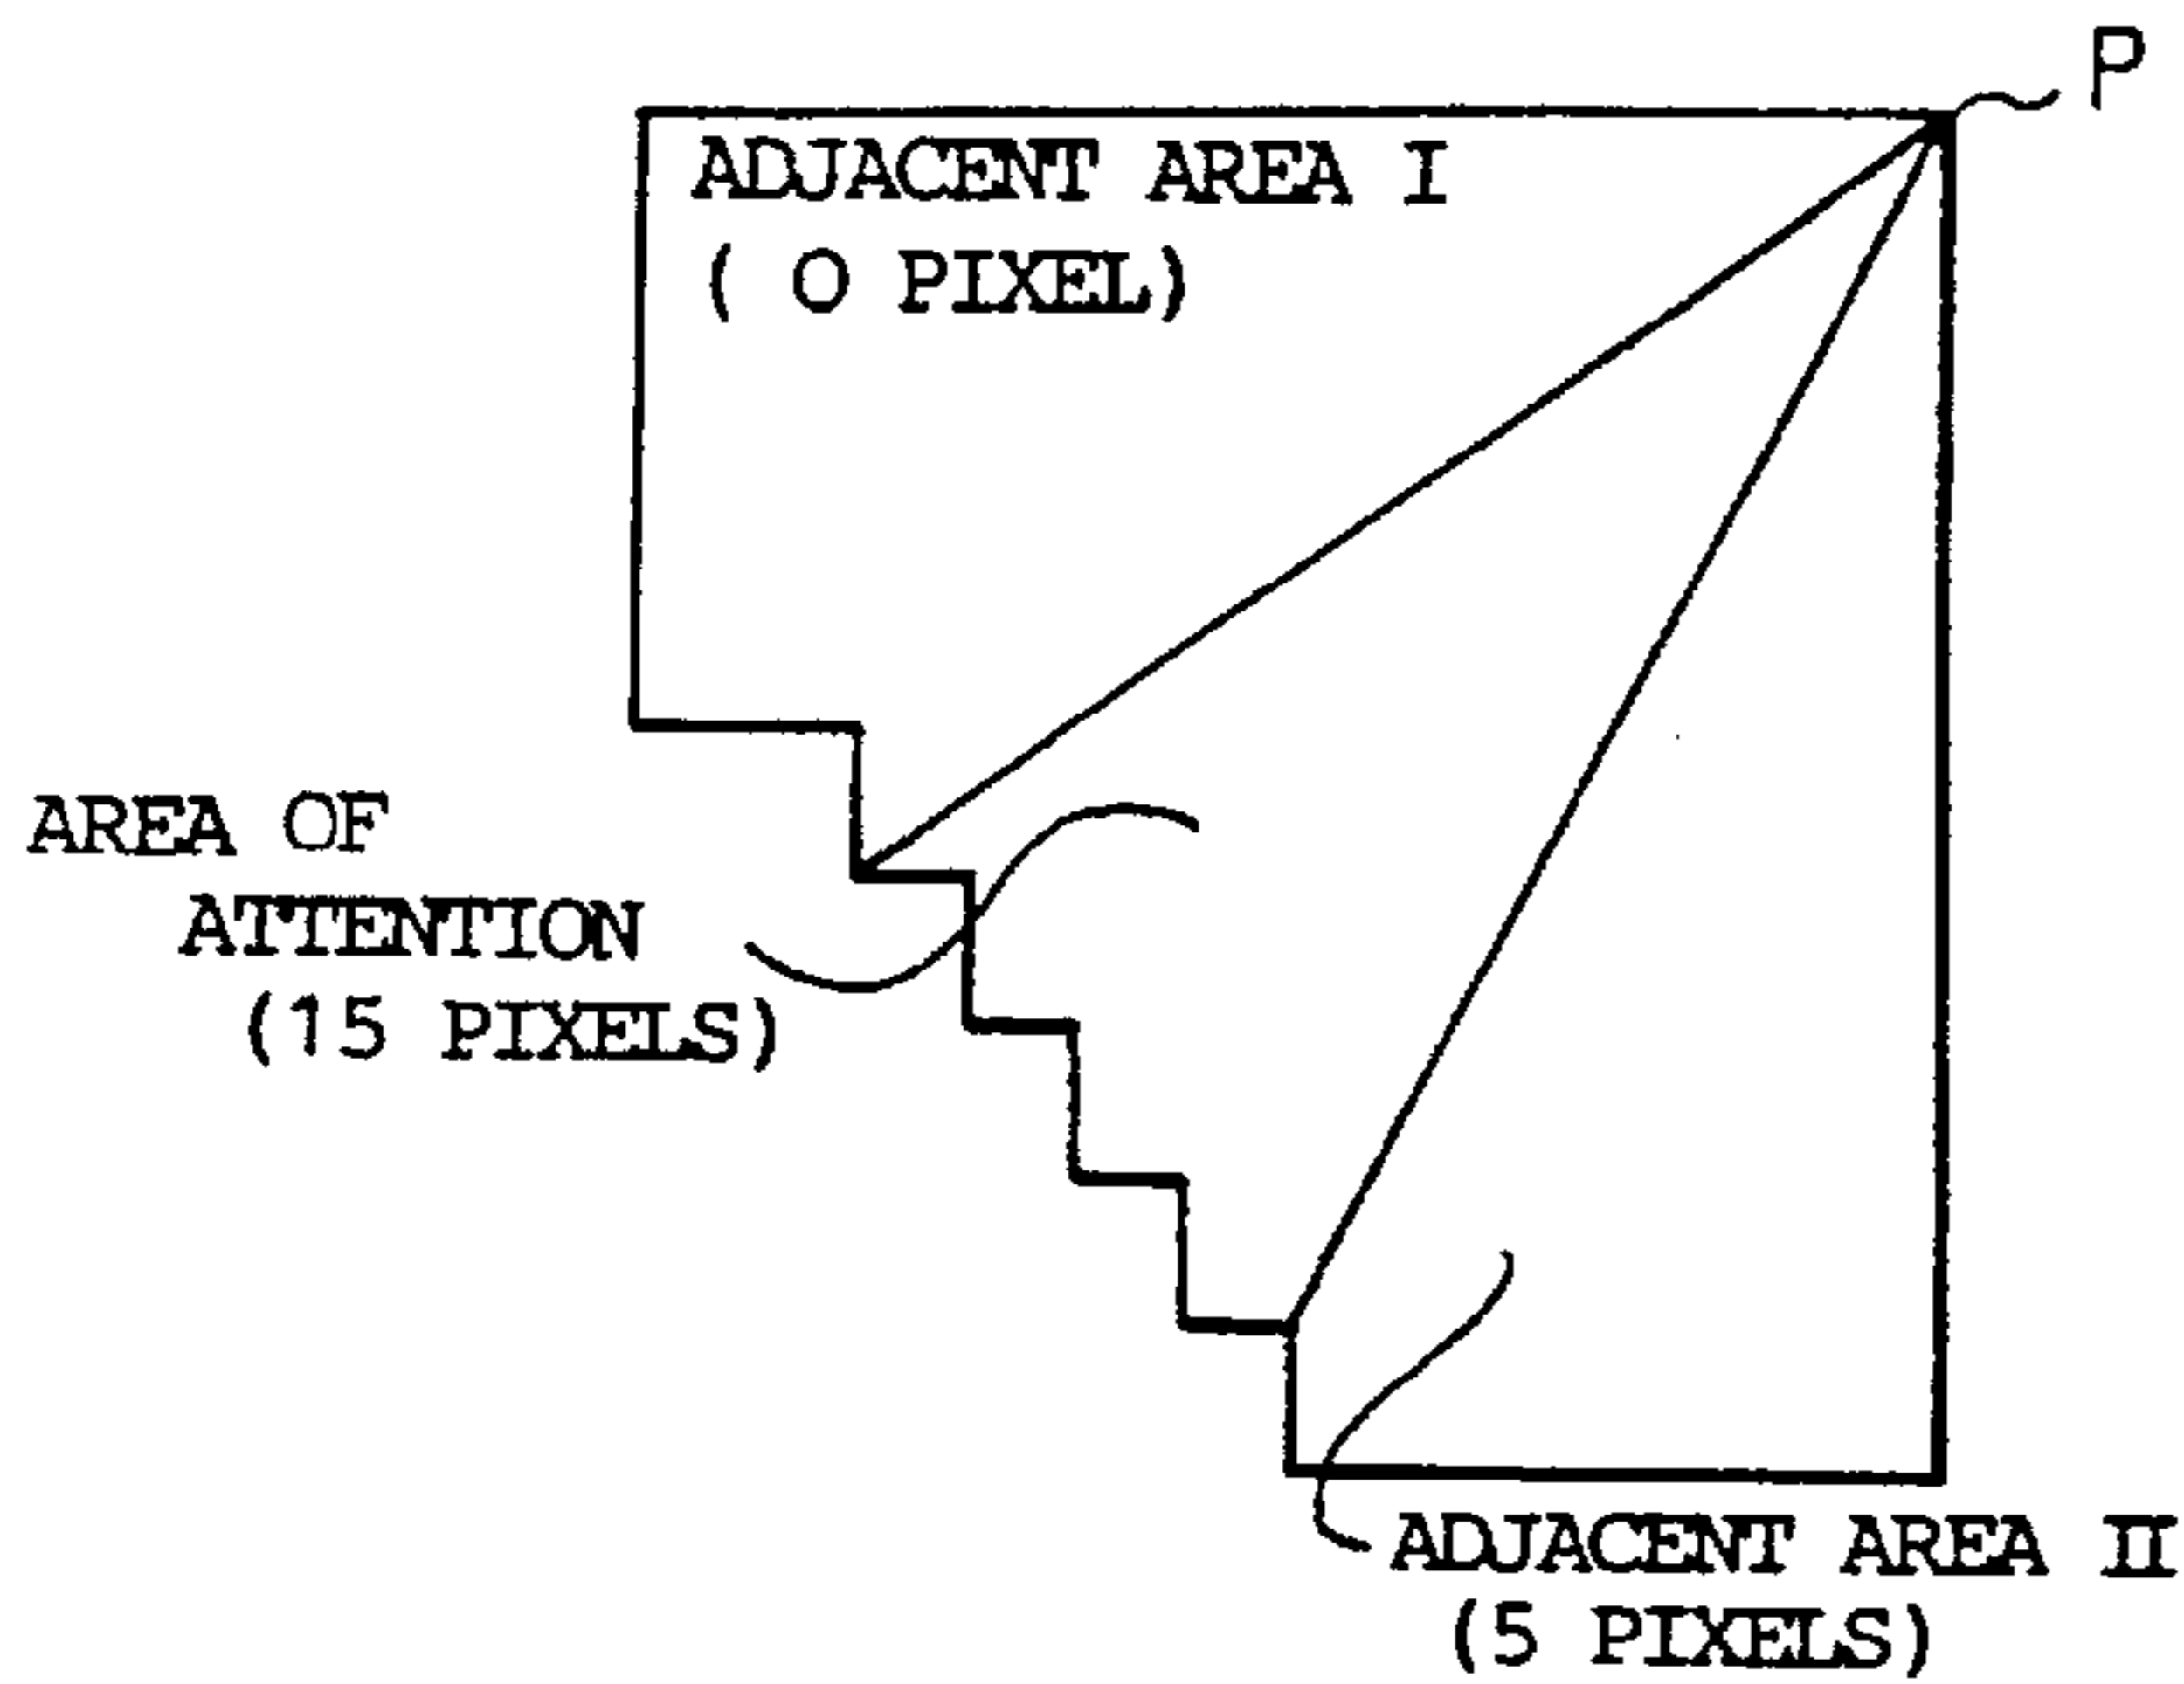 P
ADJACENT AREA I
( 0 PIXEL)
AREA OF
ATTENTION
(15 PIXELS)
ADJACENT AREA II
(5 PIXELS)